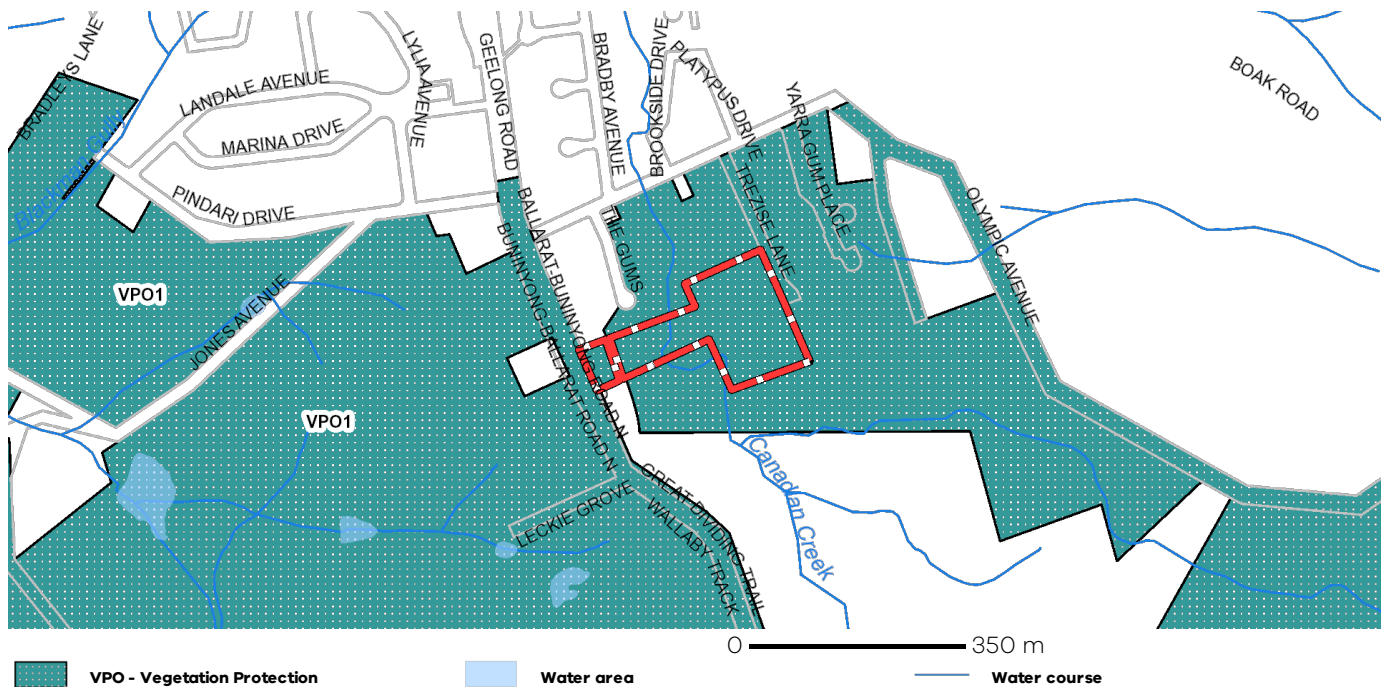 BRADLEYS LANE
LANDALE AVENUE
LYLIA AVENUE
GEELONG ROAD
BRADBY AVENUE
BROOKSIDE DRIVE
PLATYPUS DRIVE
YARRA GUM PLACE
BOAK ROAD
MARINA DRIVE
PINDARI DRIVE
THE GUMS
TREZISE LANE
OLYMPIC AVENUE
BALLARAT-BUNINYONG ROAD N
BUNINYONG-BALLARAT ROAD N
VPO1
JONES AVENUE
VPO1
LECKIE GROVE
GREAT DIVIDING TRAIL
WALLABY TRACK
Canadian Creek
0 350 m
VPO - Vegetation Protection
Water area
Water course